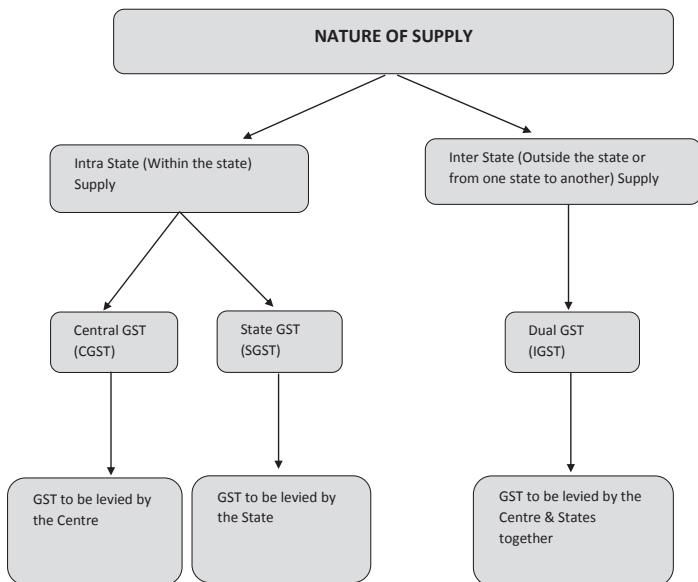 NATURE OF SUPPLY
Intra State (Within the state)
Supply
Inter State (Outside the state or
from one state to another) Supply
Central GST
(CGST)
State GST
(SGST)
Dual GST
(IGST)
GST to be levied by
the Centre
GST to be levied by
the State
GST to be levied by the
Centre & States
together